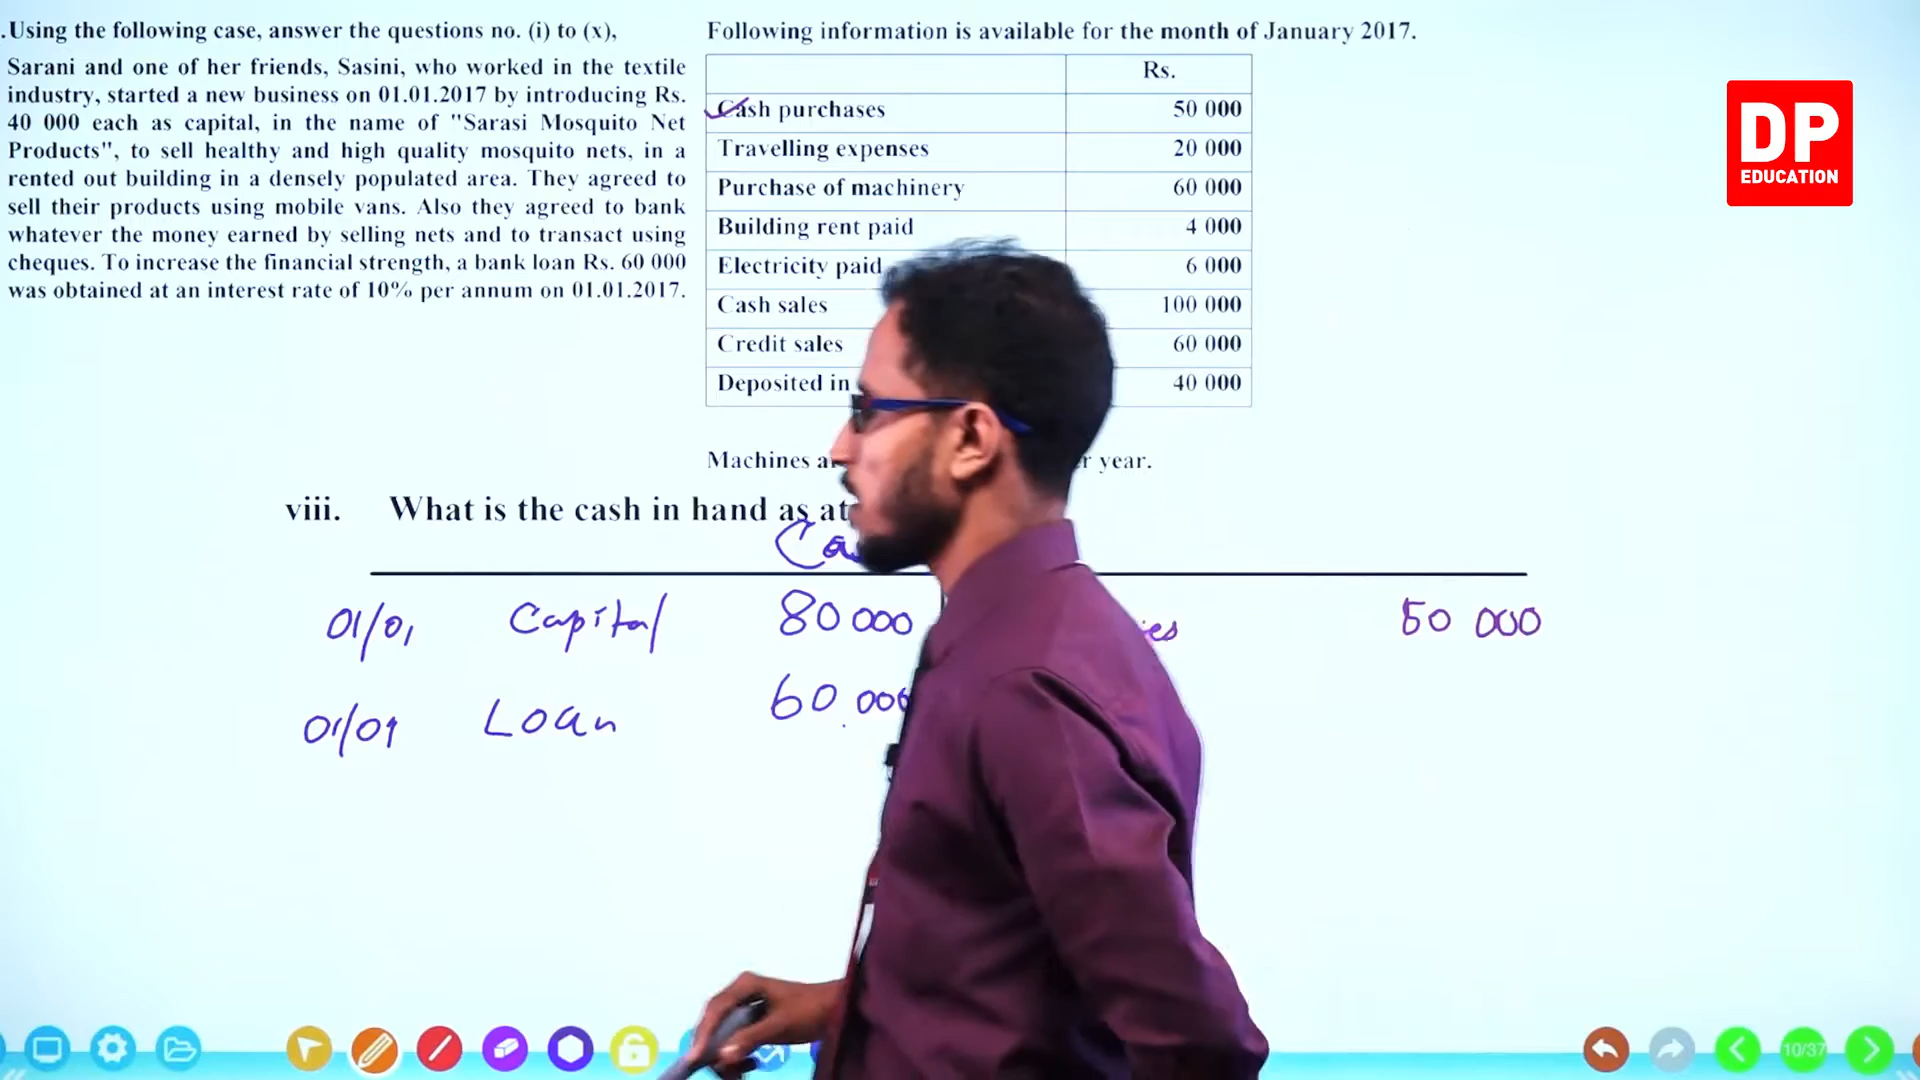 .Using the following case, answer the questions no. (i) to (x),
Sarani and one of her friends, Sasini, who worked in the textile
industry, started a new business on 01.01.2017 by introducing Rs.
40 000 each as capital, in the name of "Sarasi Mosquito Net
Products", to sell healthy and high quality mosquito nets, in a
rented out building in a densely populated area. They agreed to
sell their products using mobile vans. Also they agreed to bank
whatever the money earned by selling nets and to transact using
cheques. To increase the financial strength, a bank loan Rs. 60 000
was obtained at an interest rate of 10% per annum on 01.01.2017.
Following information is available for the month of January 2017.
Rs.
Cash purchases 50 000
Travelling expenses 20 000
Purchase of machinery 60 000
Building rent paid 4 000
Electricity paid 6 000
Cash sales 100 000
Credit sales 60 000
Deposited in 40 000
Machines year.
viii. What is the cash in hand as at
01/01 Capital 80 000 50 000
01/01 Loan 60 000
DP
EDUCATION
10/37